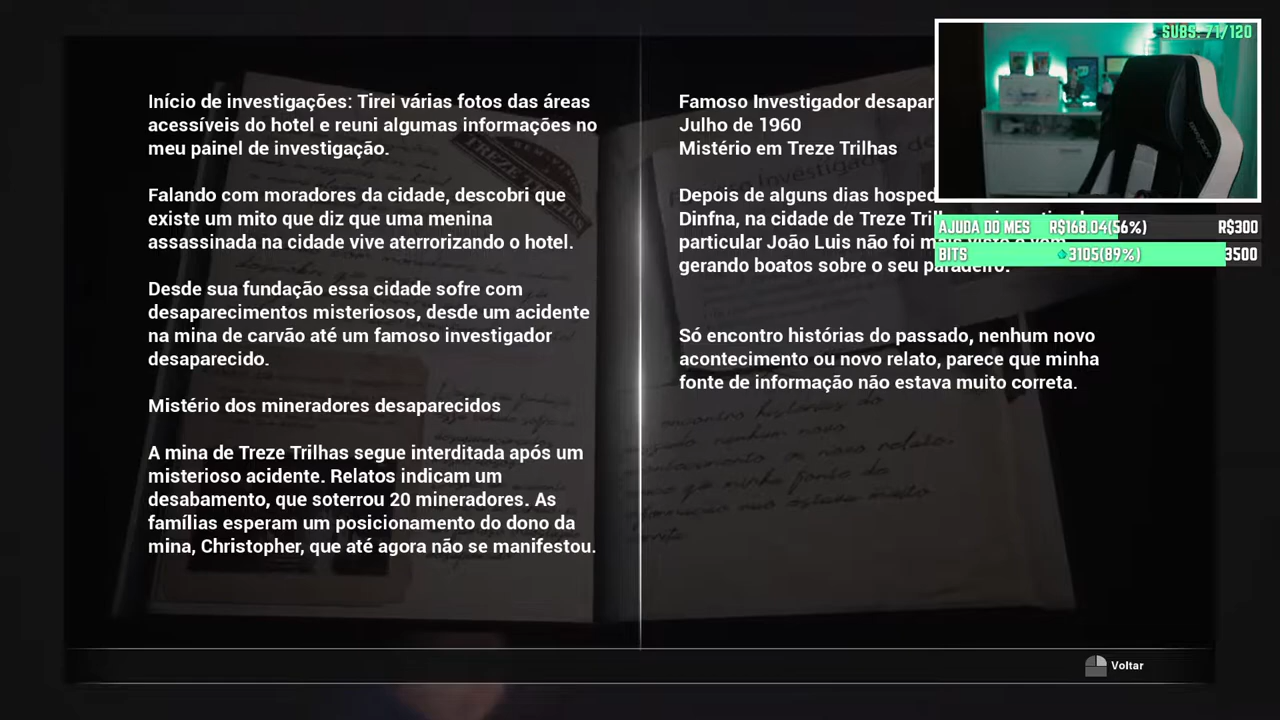 Início de investigações: Tirei várias fotos das áreas
acessíveis do hotel e reuni algumas informações no
meu painel de investigação.
Falando com moradores da cidade, descobri que
existe um mito que diz que uma menina
assassinada na cidade vive aterrorizando o hotel.
Desde sua fundação essa cidade sofre com
desaparecimentos misteriosos, desde um acidente
na mina de carvão até um famoso investigador
desaparecido.
Mistério dos mineradores desaparecidos
A mina de Treze Trilhas segue interditada após um
misterioso acidente. Relatos indicam um
desabamento, que soterrou 20 mineradores. As
famílias esperam um posicionamento do dono da
mina, Christopher, que até agora não se manifestou.
Famoso Investigador
Julho de 1960
Mistério em Treze Trilhas
Depois de alguns dias
Dinfna, na cidade de Treze
particular João Luis não foi
gerando boatos sobre o seu paradeiro.
Só encontro histórias do passado, nenhum novo
acontecimento ou novo relato, parece que minha
fonte de informação não estava muito correta.
SUBS: 71/120
AJUDA DO MES R$168.04(56%) R$300
BITS 3105(89%) 3500
TREZE TRILHAS
Voltar